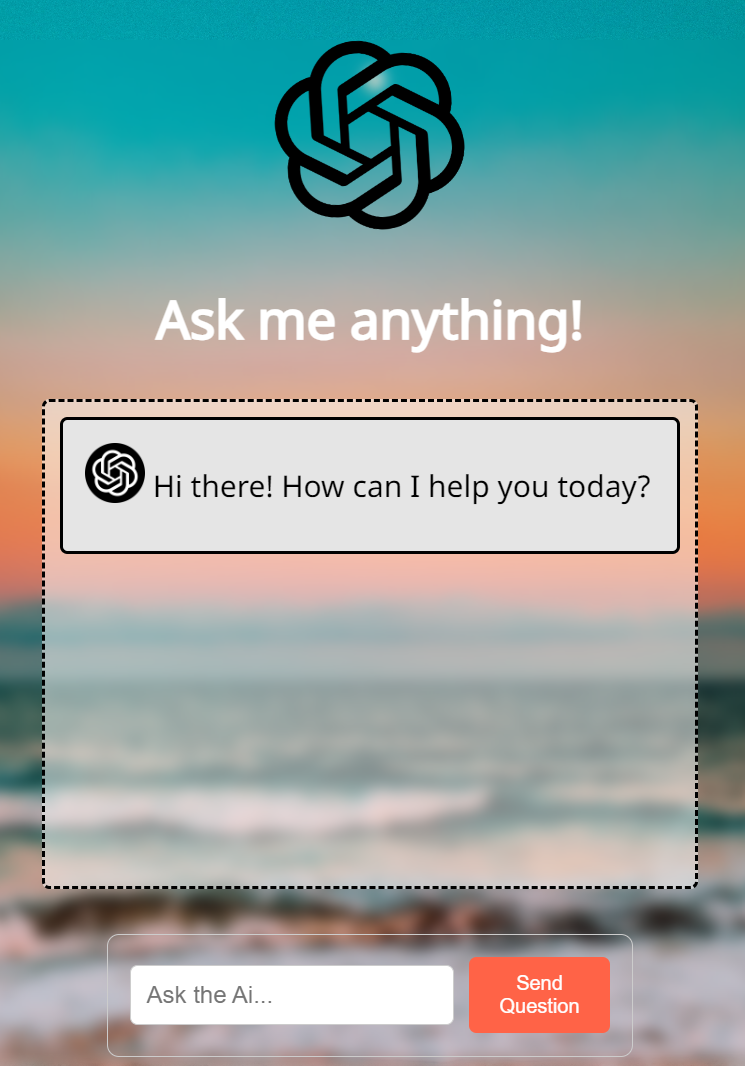 Ask me anything!
Hi there! How can I help you today?
Ask the Ai...
Send
Question